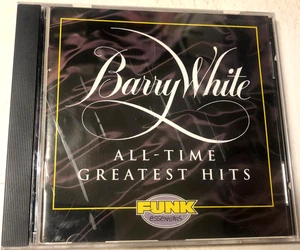 Barry White
ALL-TIME
GREATEST HITS
FUNK
ESSENTIALS